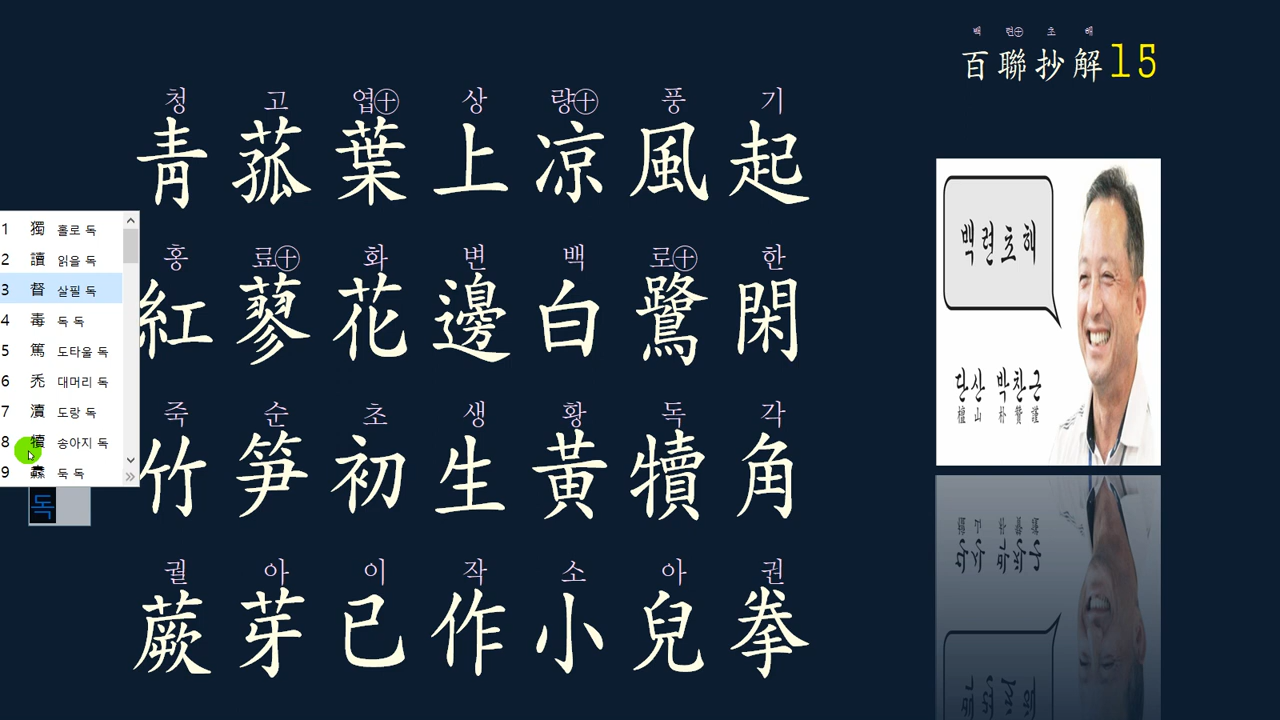 백 련㊉ 초 해
百聯抄解15
청 고 엽㊉ 상 량㊉ 풍 기
靑菰葉上凉風起
홍 료㊉ 화 변 백 로㊉ 한
紅蓼花邊白鷺閑
죽 순 초 생 황 독 각
竹笋初生黃犢角
궐 아 이 작 소 아 권
蕨芽已作小兒拳
1 獨 홀로 독
2 讀 읽을 독
3 督 살필 독
4 毒 독 독
5 篤 도타울 독
6 禿 대머리 독
7 瀆 도랑 독
8 犢 송아지 독
9 纛 둑 독
독
백련초해
단산 박찬근
檀山 朴贊謹